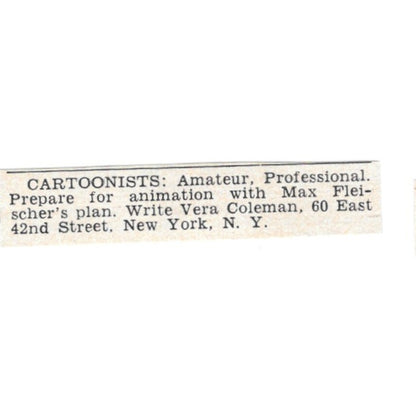 CARTOONISTS: Amateur, Professional.
Prepare for animation with Max Flei-
scher's plan. Write Vera Coleman, 60 East
42nd Street, New York, N. Y.